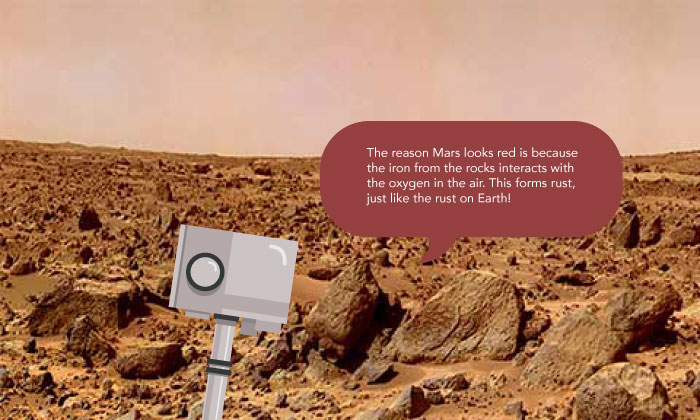 The reason Mars looks red is because
the iron from the rocks interacts with
the oxygen in the air. This forms rust,
just like the rust on Earth!